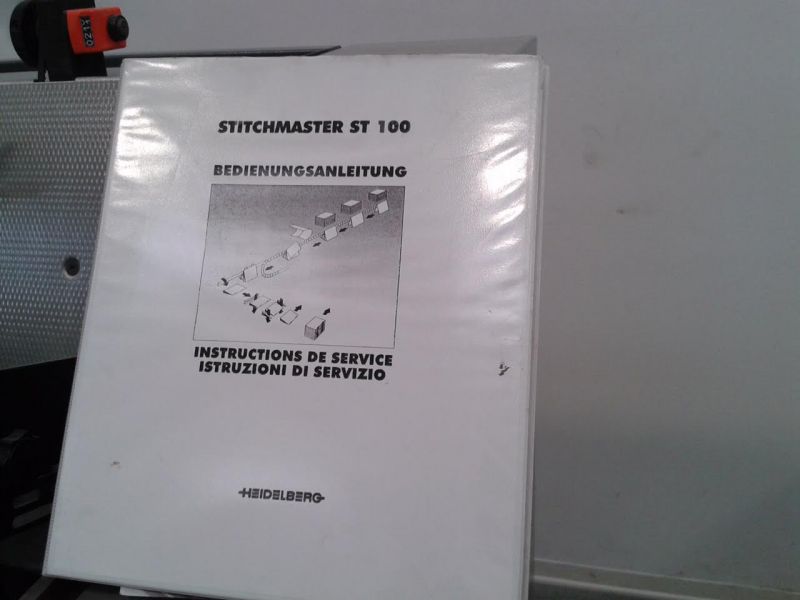 STITCHMASTER ST 100
BEDIENUNGSANLEITUNG
INSTRUCTIONS DE SERVICE
ISTRUZIONI DI SERVIZIO
HEIDELBERG